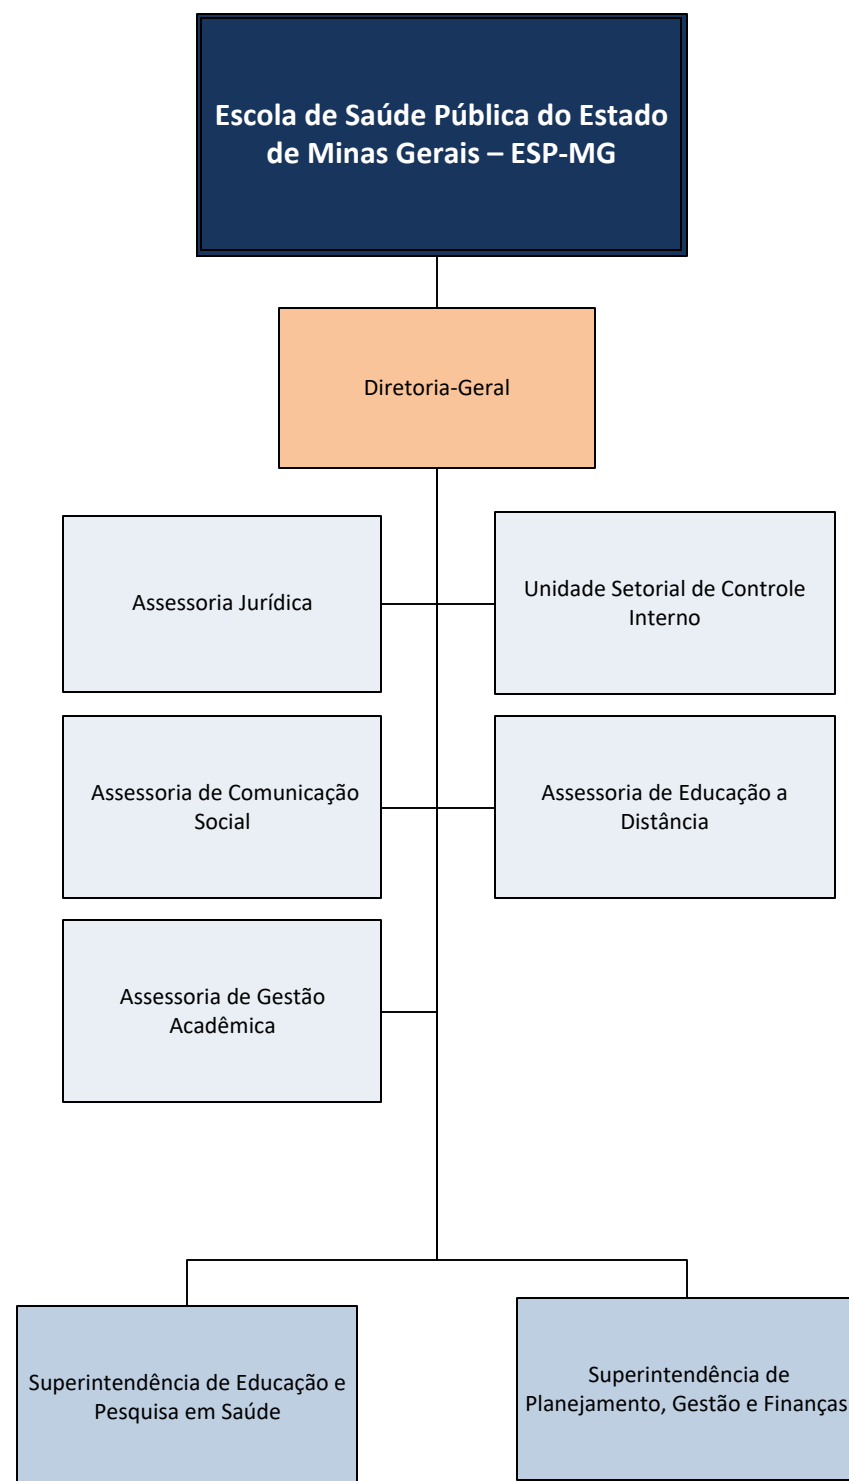 Escola de Saúde Pública do Estado
de Minas Gerais – ESP-MG
Diretoria-Geral
Assessoria Jurídica
Unidade Setorial de Controle
Interno
Assessoria de Comunicação
Social
Assessoria de Educação a
Distância
Assessoria de Gestão
Acadêmica
Superintendência de Educação e
Pesquisa em Saúde
Superintendência de
Planejamento, Gestão e Finanças